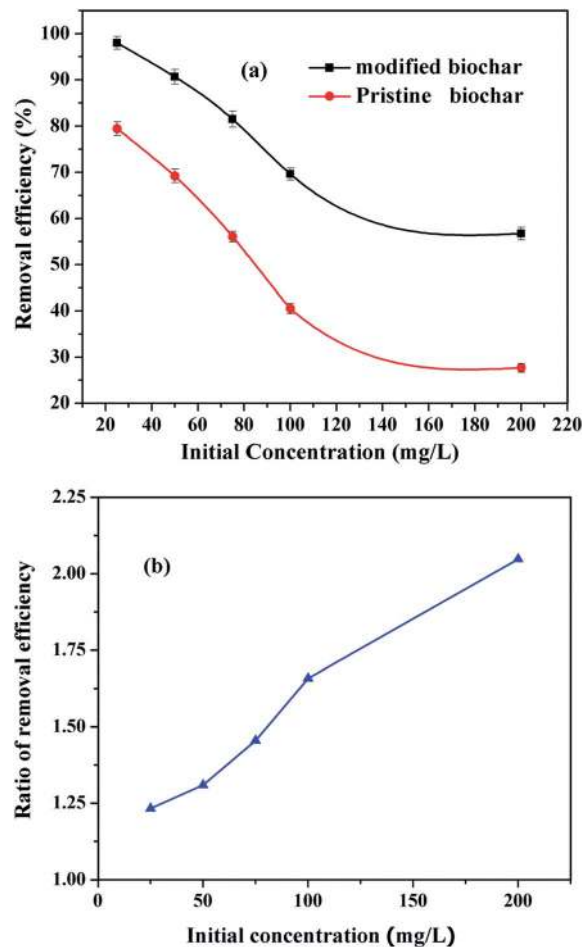 100
90
80
70
60
50
40
30
20
Removal efficiency (%)
(a)
modified biochar
Pristine biochar
20 40 60 80 100 120 140 160 180 200 220
Initial Concentration (mg/L)
2.25
2.00
1.75
1.50
1.25
1.00
Ratio of removal efficiency
(b)
0 50 100 150 200
Initial concentration (mg/L)